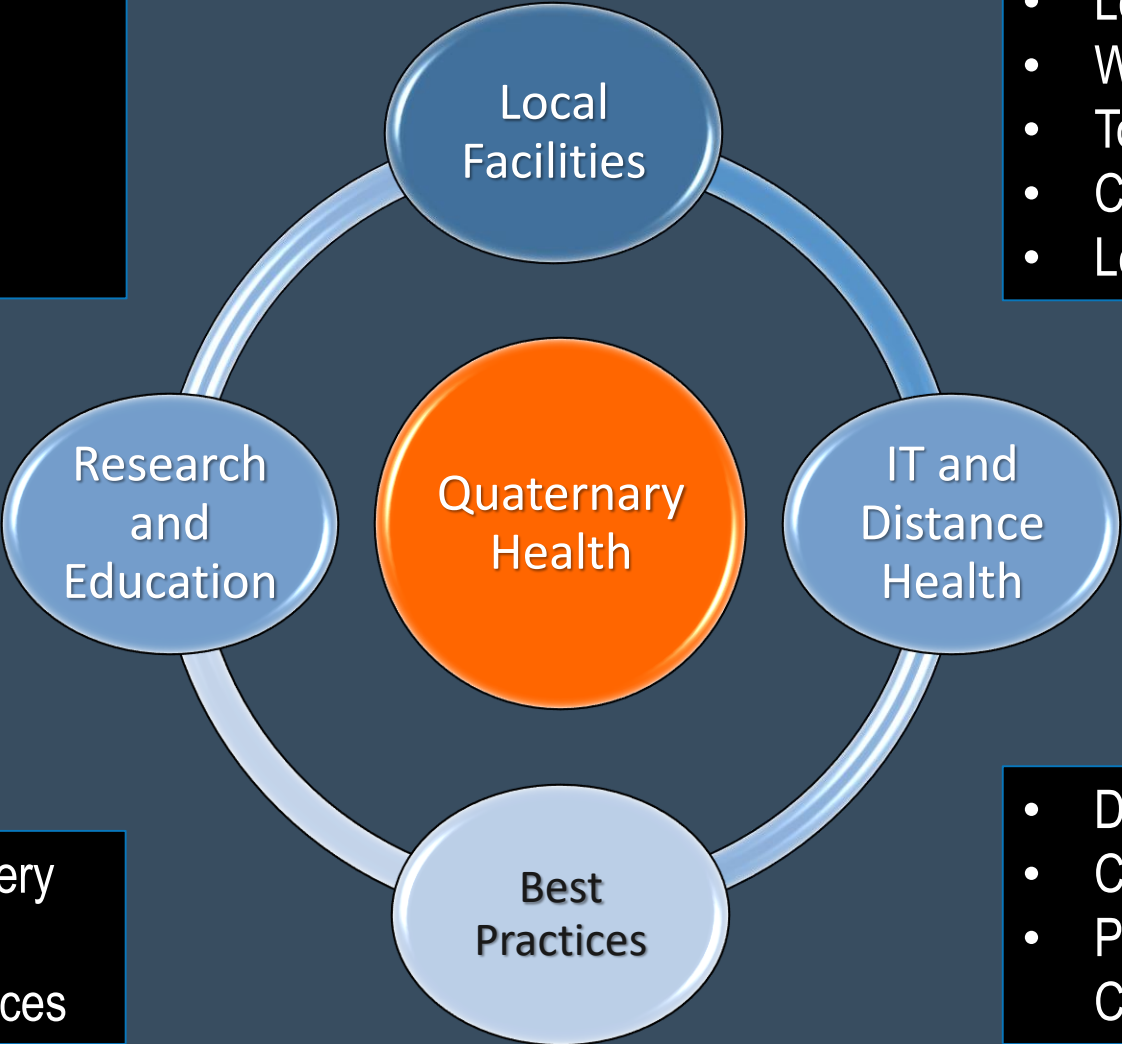 Local
Facilities
Research
and
Education
Quaternary
Health
IT and
Distance
Health
Best
Practices